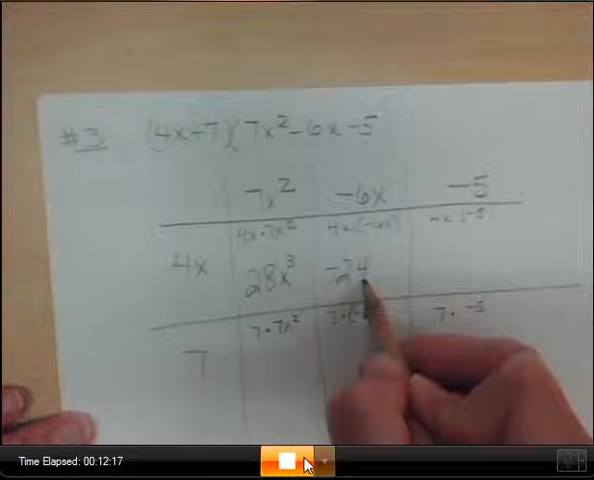 #3 (4x+7)(7x²-6x-5
7x² -6x -5
4x·7x² 4x(-6x) 4x(-5)
4x 28x³ -24
7·7x² 7· 7· -5
7
Time Elapsed: 00:12:17